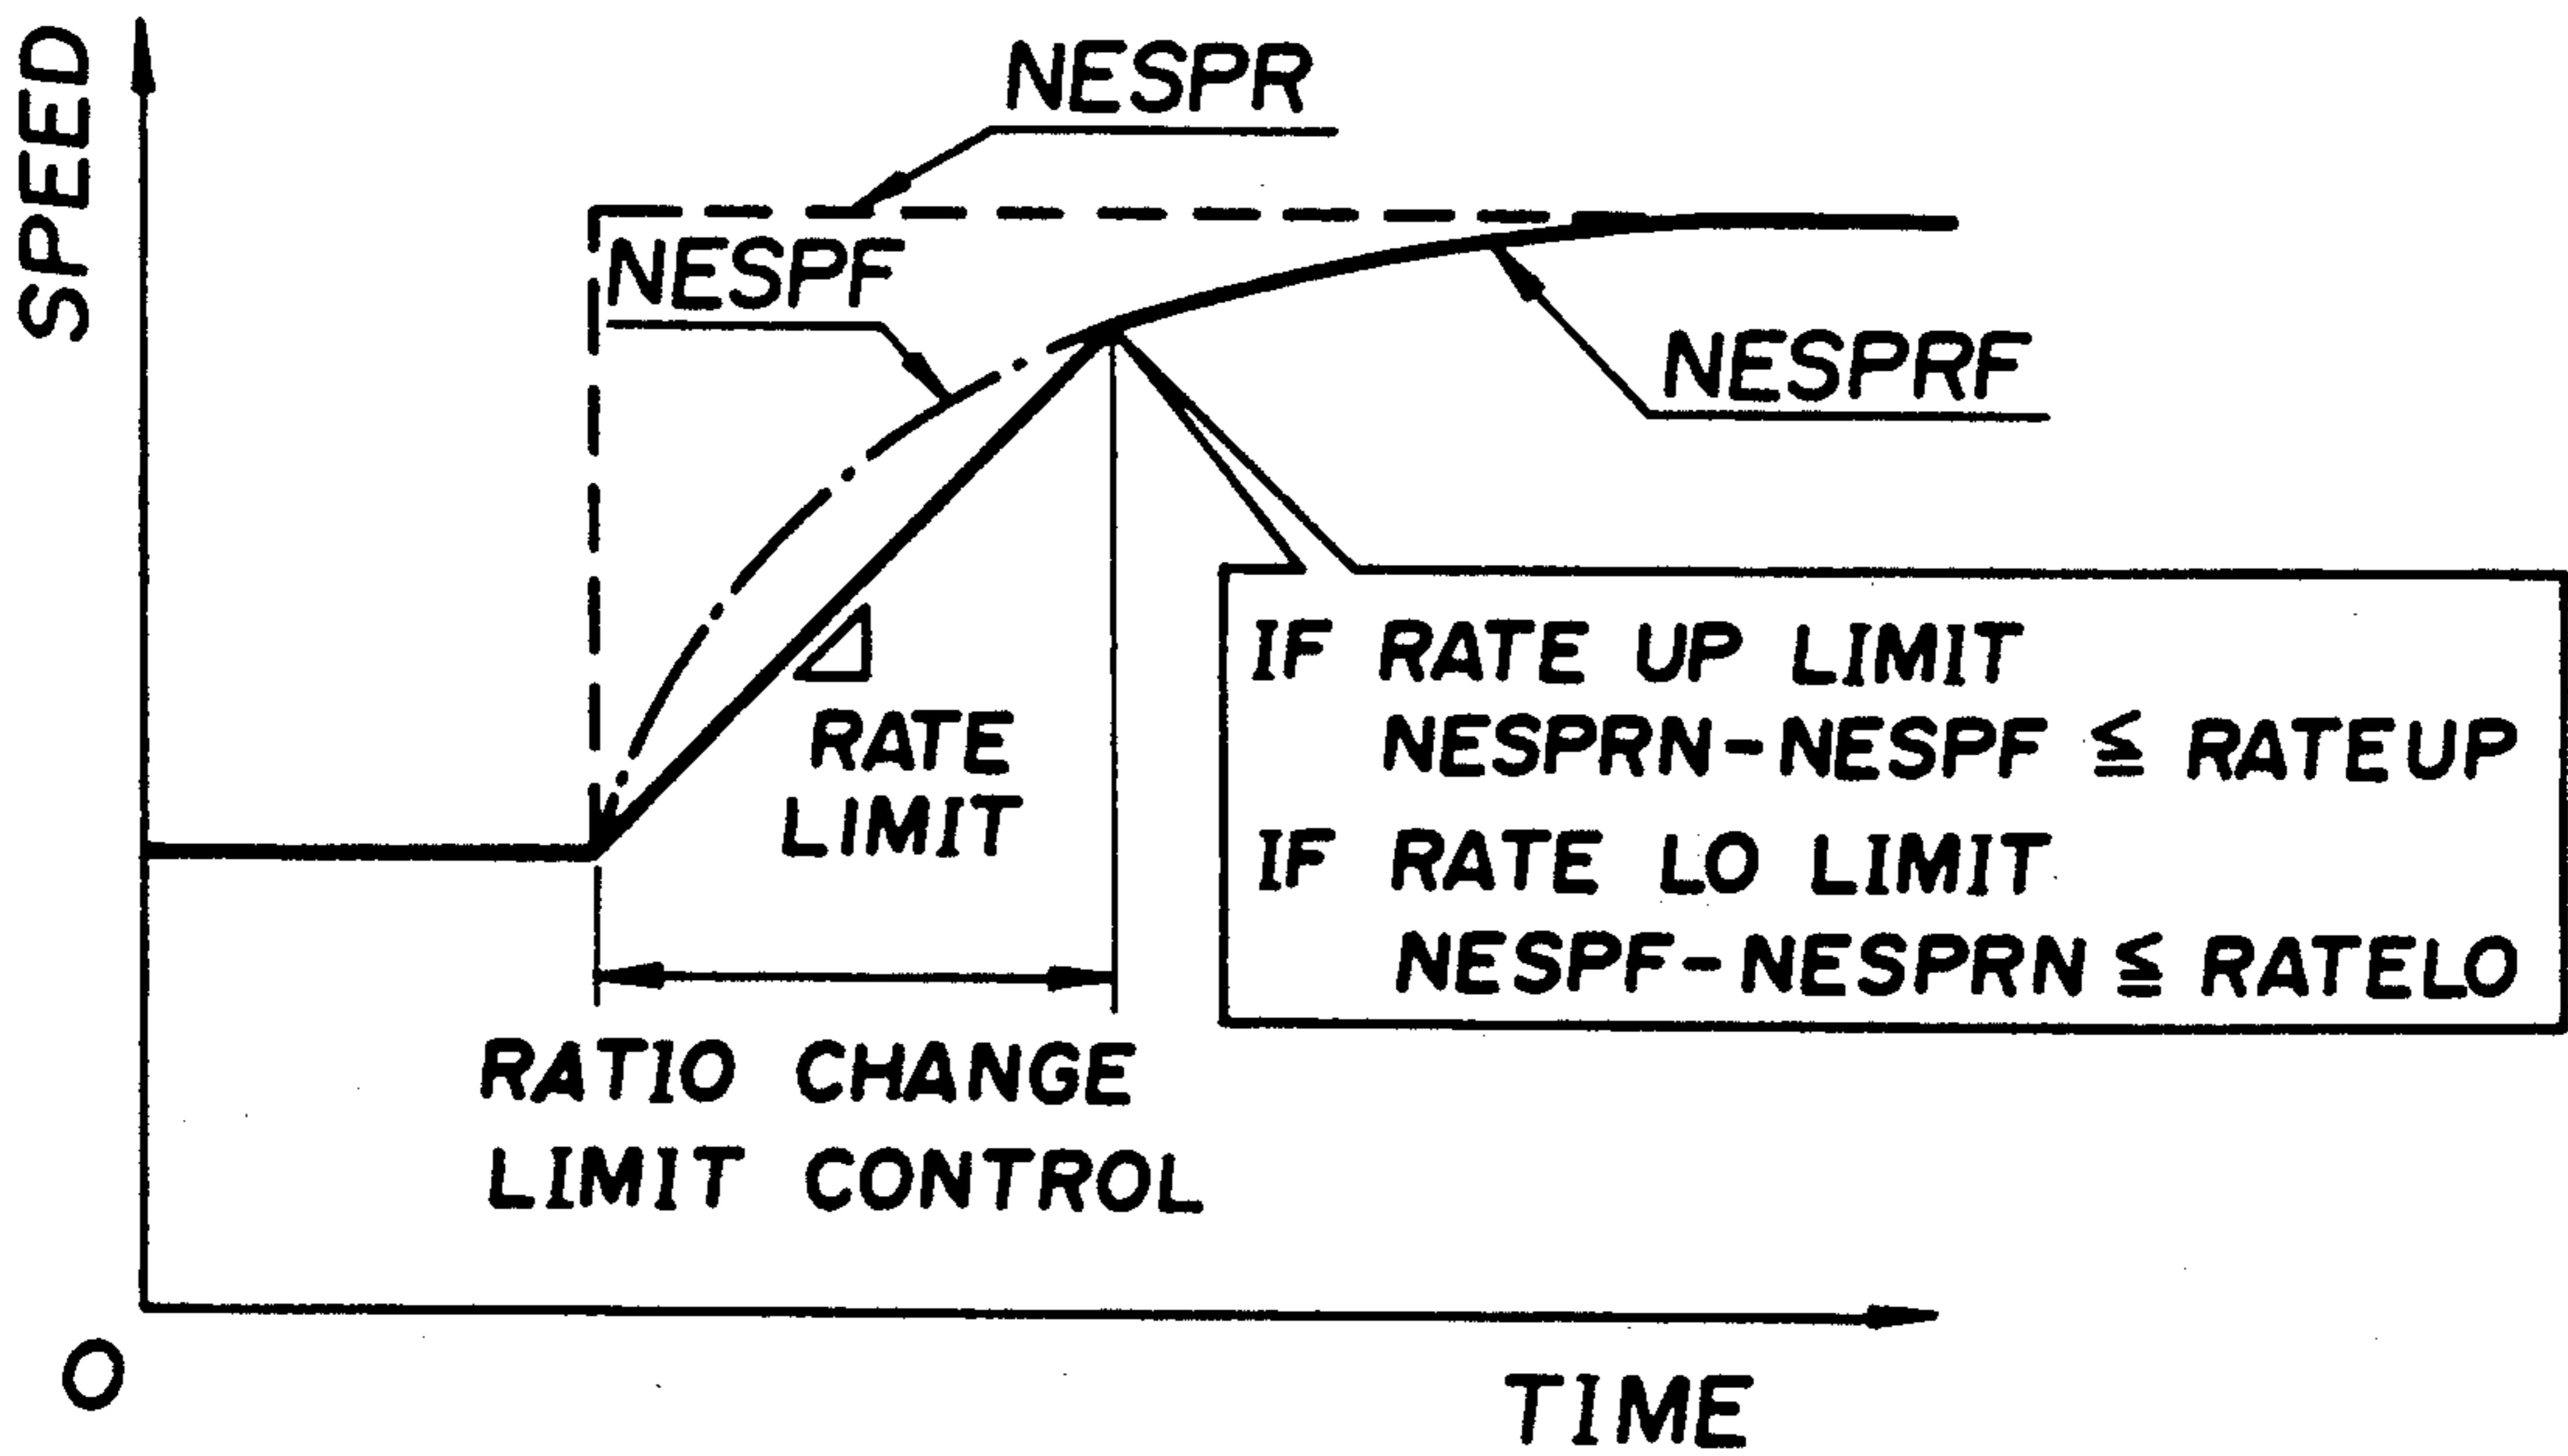 SPEED
NESPR
NESPF
NESPRF
RATE
LIMIT
IF RATE UP LIMIT
NESPRN-NESPF ≦ RATEUP
IF RATE LO LIMIT
NESPF-NESPRN ≦ RATELO
RATIO CHANGE
LIMIT CONTROL
O
TIME